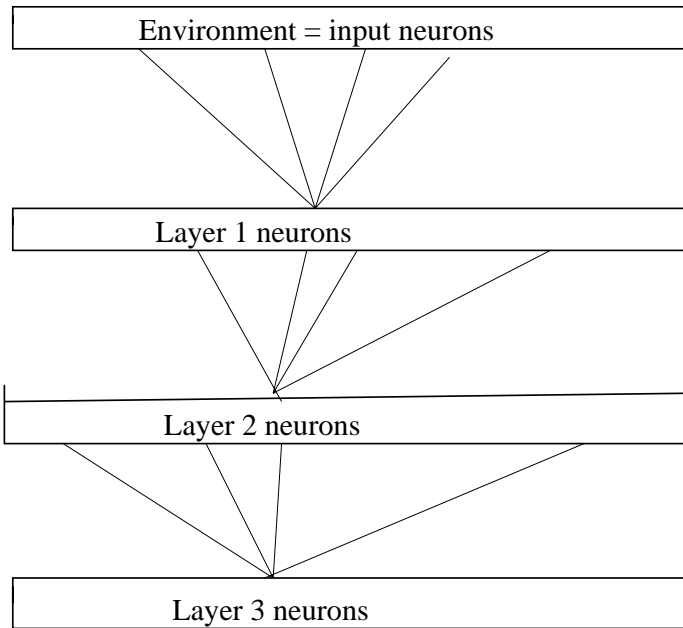 Environment = input neurons
Layer 1 neurons
Layer 2 neurons
Layer 3 neurons